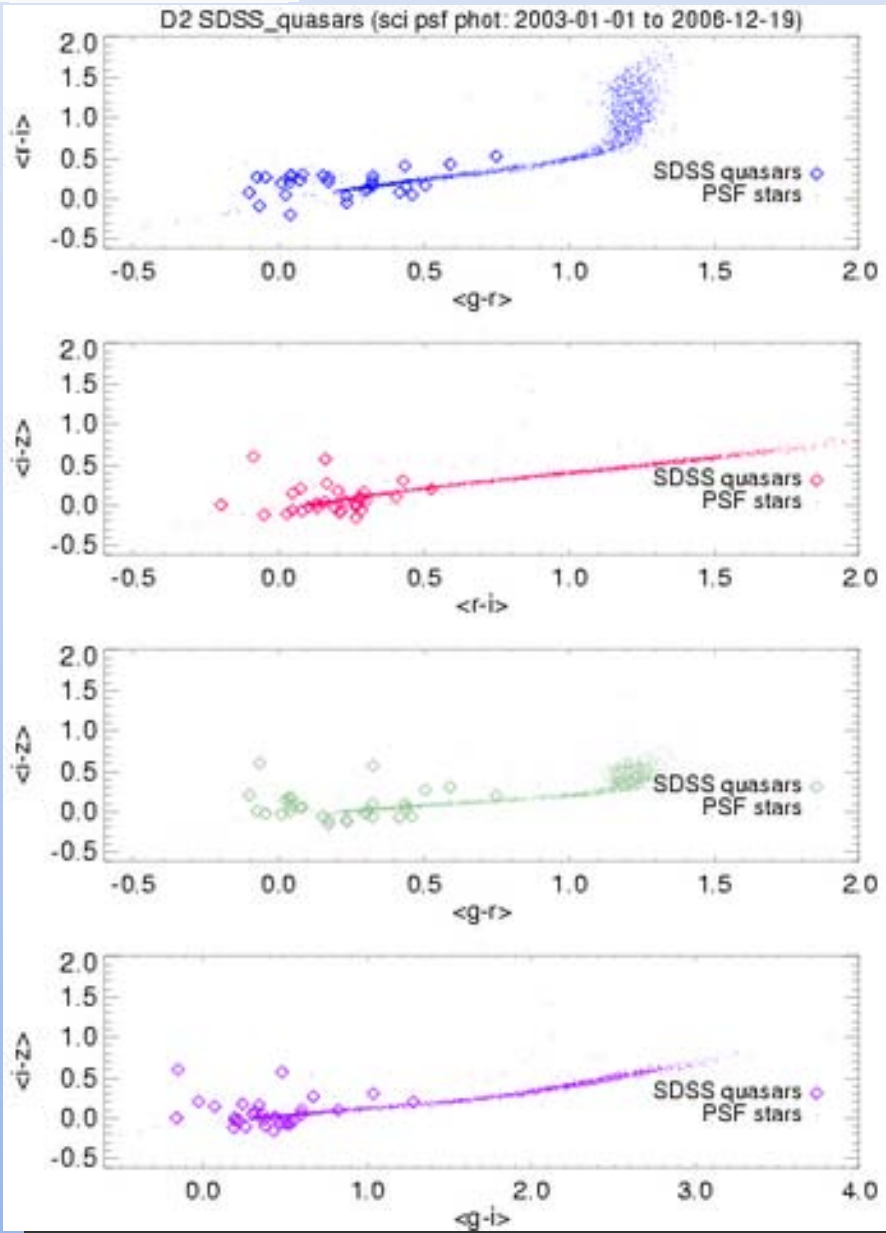 D2 SDSS_quasars (sci psf phot: 2003-01-01 to 2006-12-19)
2.0
1.5
1.0
0.5
0.0
-0.5
<r-i>
SDSS quasars
PSF stars
-0.5 0.0 0.5 1.0 1.5 2.0
<g-r>
2.0
1.5
1.0
0.5
0.0
-0.5
<i-z>
SDSS quasars
PSF stars
-0.5 0.0 0.5 1.0 1.5 2.0
<r-i>
2.0
1.5
1.0
0.5
0.0
-0.5
<i-z>
SDSS quasars
PSF stars
-0.5 0.0 0.5 1.0 1.5 2.0
<g-r>
2.0
1.5
1.0
0.5
0.0
-0.5
<i-z>
SDSS quasars
PSF stars
0.0 1.0 2.0 3.0 4.0
<g-i>